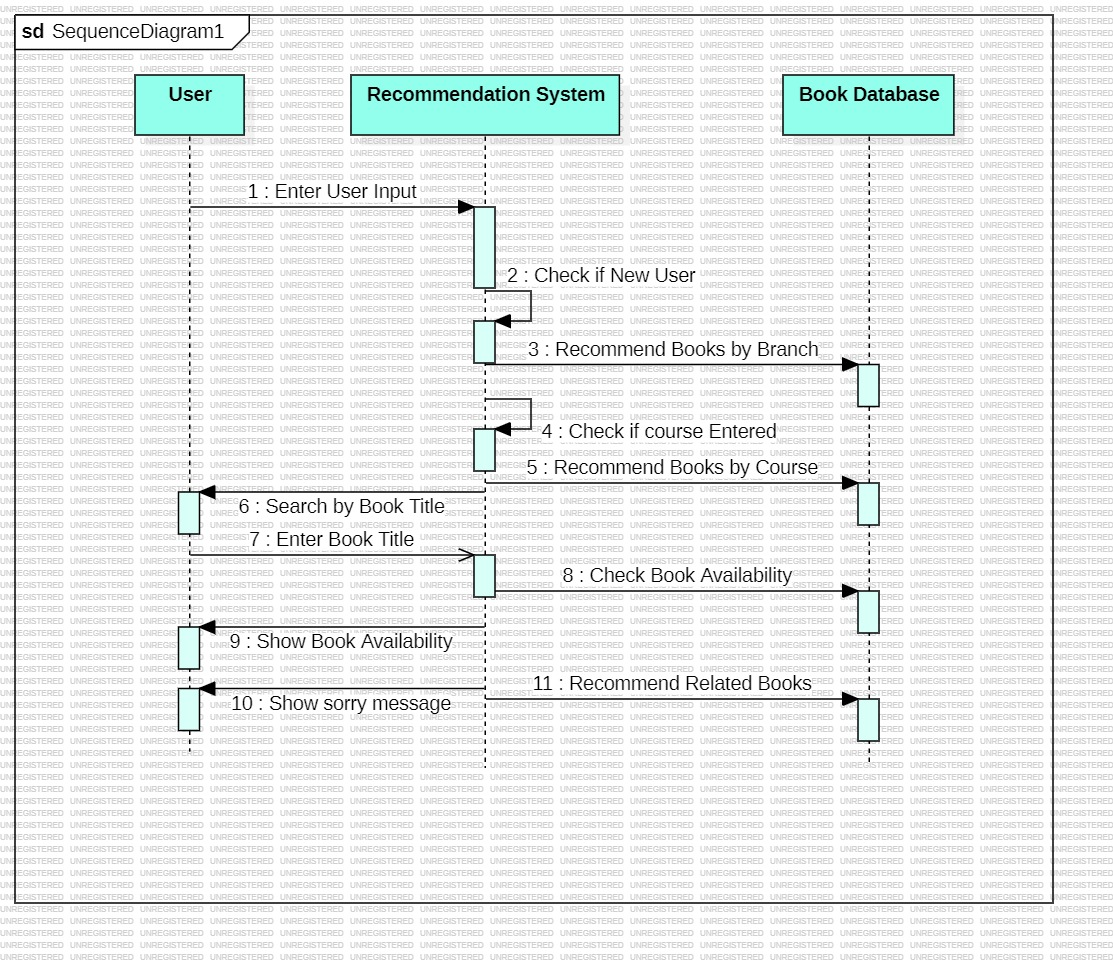 sd SequenceDiagram1
User
Recommendation System
Book Database
1 : Enter User Input
2 : Check if New User
3 : Recommend Books by Branch
4 : Check if course Entered
5 : Recommend Books by Course
6 : Search by Book Title
7 : Enter Book Title
8 : Check Book Availability
9 : Show Book Availability
11 : Recommend Related Books
10 : Show sorry message
UNREGISTERED